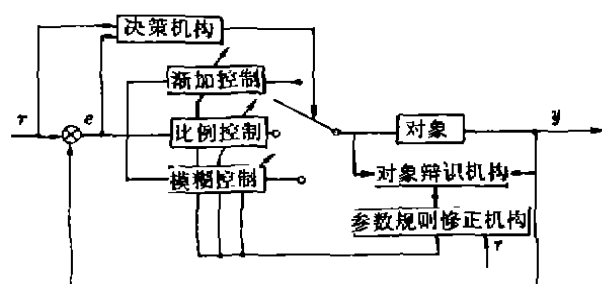 决策机构
渐加控制
r
e
比例控制
对象
y
模糊控制
对象辩识机构
参数规则修正机构
r